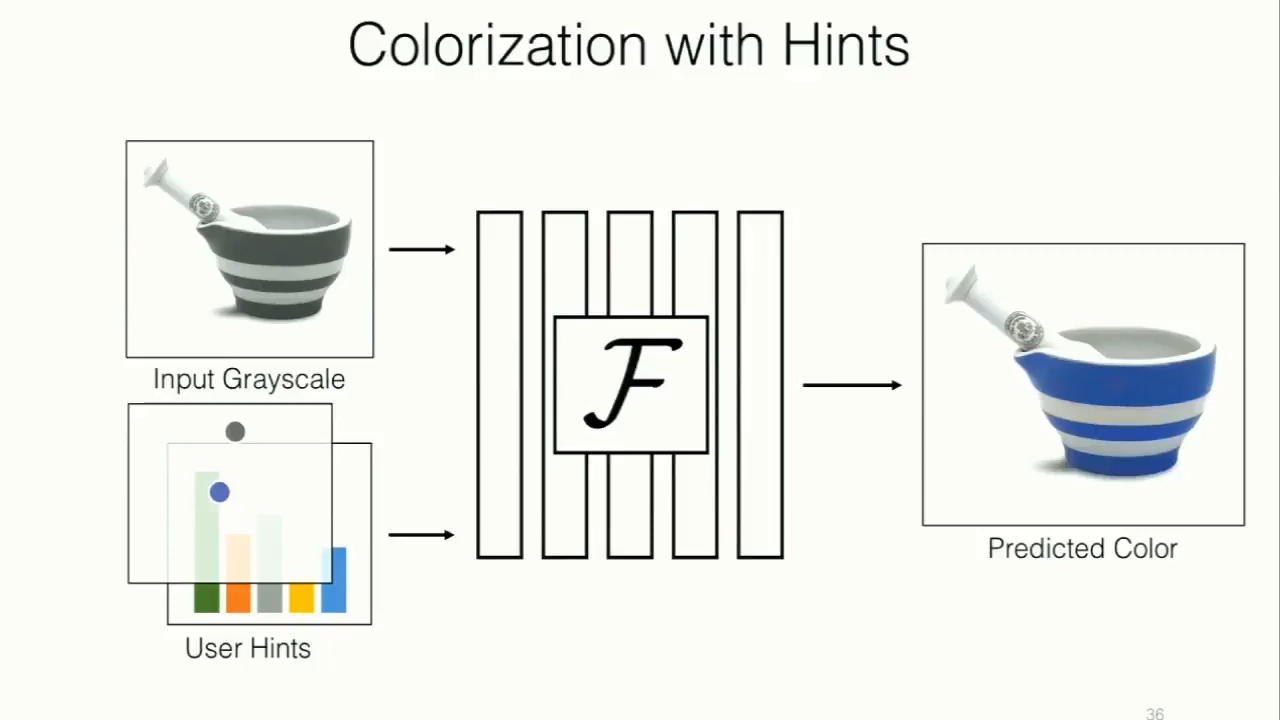 Colorization with Hints
Input Grayscale
ℱ
User Hints
Predicted Color
36